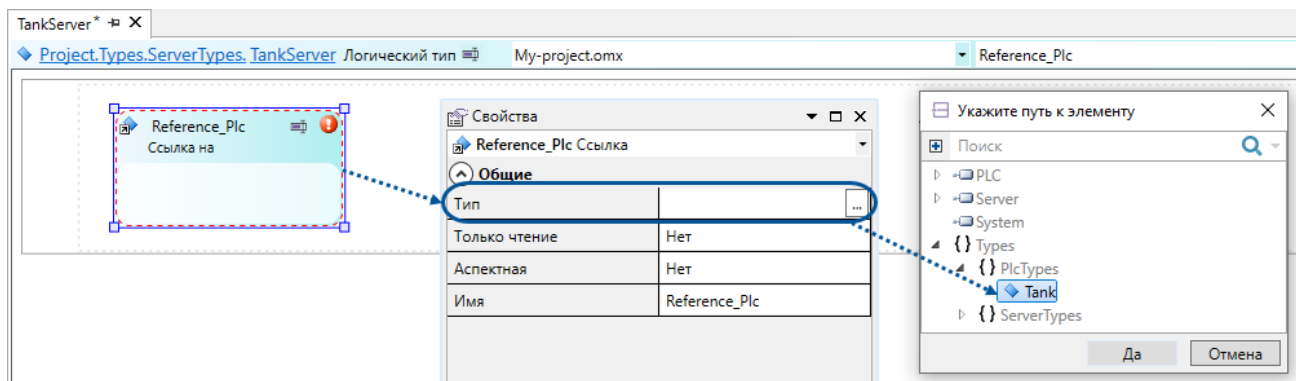 TankServer*
Project.Types.ServerTypes. TankServer Логический тип My-project.omx Reference_Plc
Reference_Plc
Ссылка на
Свойства
Reference_Plc Ссылка
Общие
Тип ...
Только чтение Нет
Аспектная Нет
Имя Reference_Plc
Укажите путь к элементу
Поиск
PLC
Server
System
{} Types
{} PlcTypes
Tank
{} ServerTypes
Да Отмена